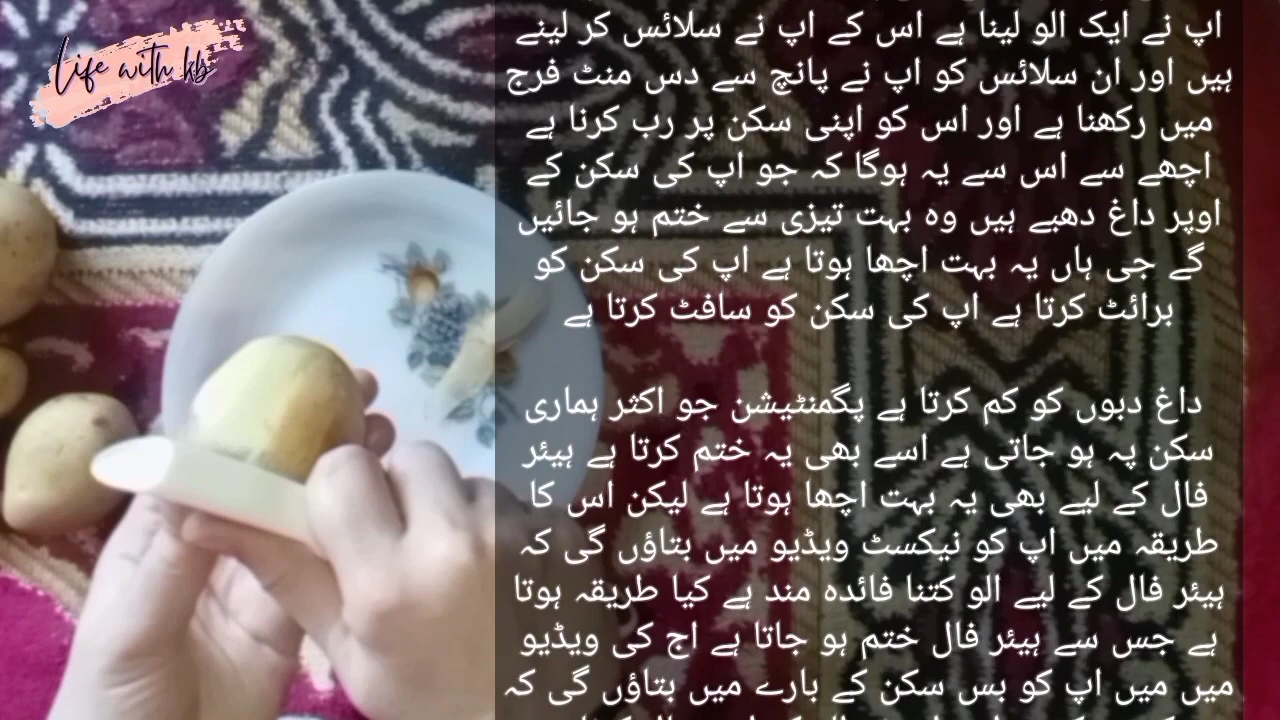 Life with kb
اپ نے ایک الو لینا ہے اس کے اپ نے سلائس کر لینے
ہیں اور ان سلائس کو اپ نے پانچ سے دس منٹ فرج
میں رکھنا ہے اور اس کو اپنی سکن پر رب کرنا ہے
اچھے سے اس سے یہ ہوگا کہ جو اپ کی سکن کے
اوپر داغ دھبے ہیں وہ بہت تیزی سے ختم ہو جائیں
گے جی ہاں یہ بہت اچھا ہوتا ہے اپ کی سکن کو
برائٹ کرتا ہے اپ کی سکن کو سافٹ کرتا ہے
داغ دبوں کو کم کرتا ہے پگمنٹیشن جو اکثر ہماری
سکن پہ ہو جاتی ہے اسے بھی یہ ختم کرتا ہے ہیئر
فال کے لیے بھی یہ بہت اچھا ہوتا ہے لیکن اس کا
طریقہ میں اپ کو نیکسٹ ویڈیو میں بتاؤں گی کہ
ہیئر فال کے لیے الو کتنا فائدہ مند ہے کیا طریقہ ہوتا
ہے جس سے ہیئر فال ختم ہو جاتا ہے اج کی ویڈیو
میں میں اپ کو بس سکن کے بارے میں بتاؤں گی کہ